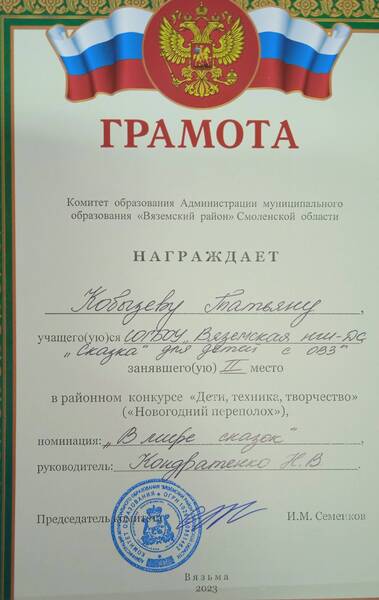 ГРАМОТА
Комитет образования Администрации муниципального
образования «Вяземский район» Смоленской области
НАГРАЖДАЕТ
Кобызеву Татьяну,
учащего(ую)ся СОГБОУ „Вяземская нш-ДС
„Сказка" для детей с ОВЗ"
занявшего(ую) II место
в районном конкурсе «Дети, техника, творчество»
(«Новогодний переполох»),
номинация: „В мире сказок",
руководитель: Кондратенко Н.В.
Председатель комитета И.М. Семенков
Вязьма
2023